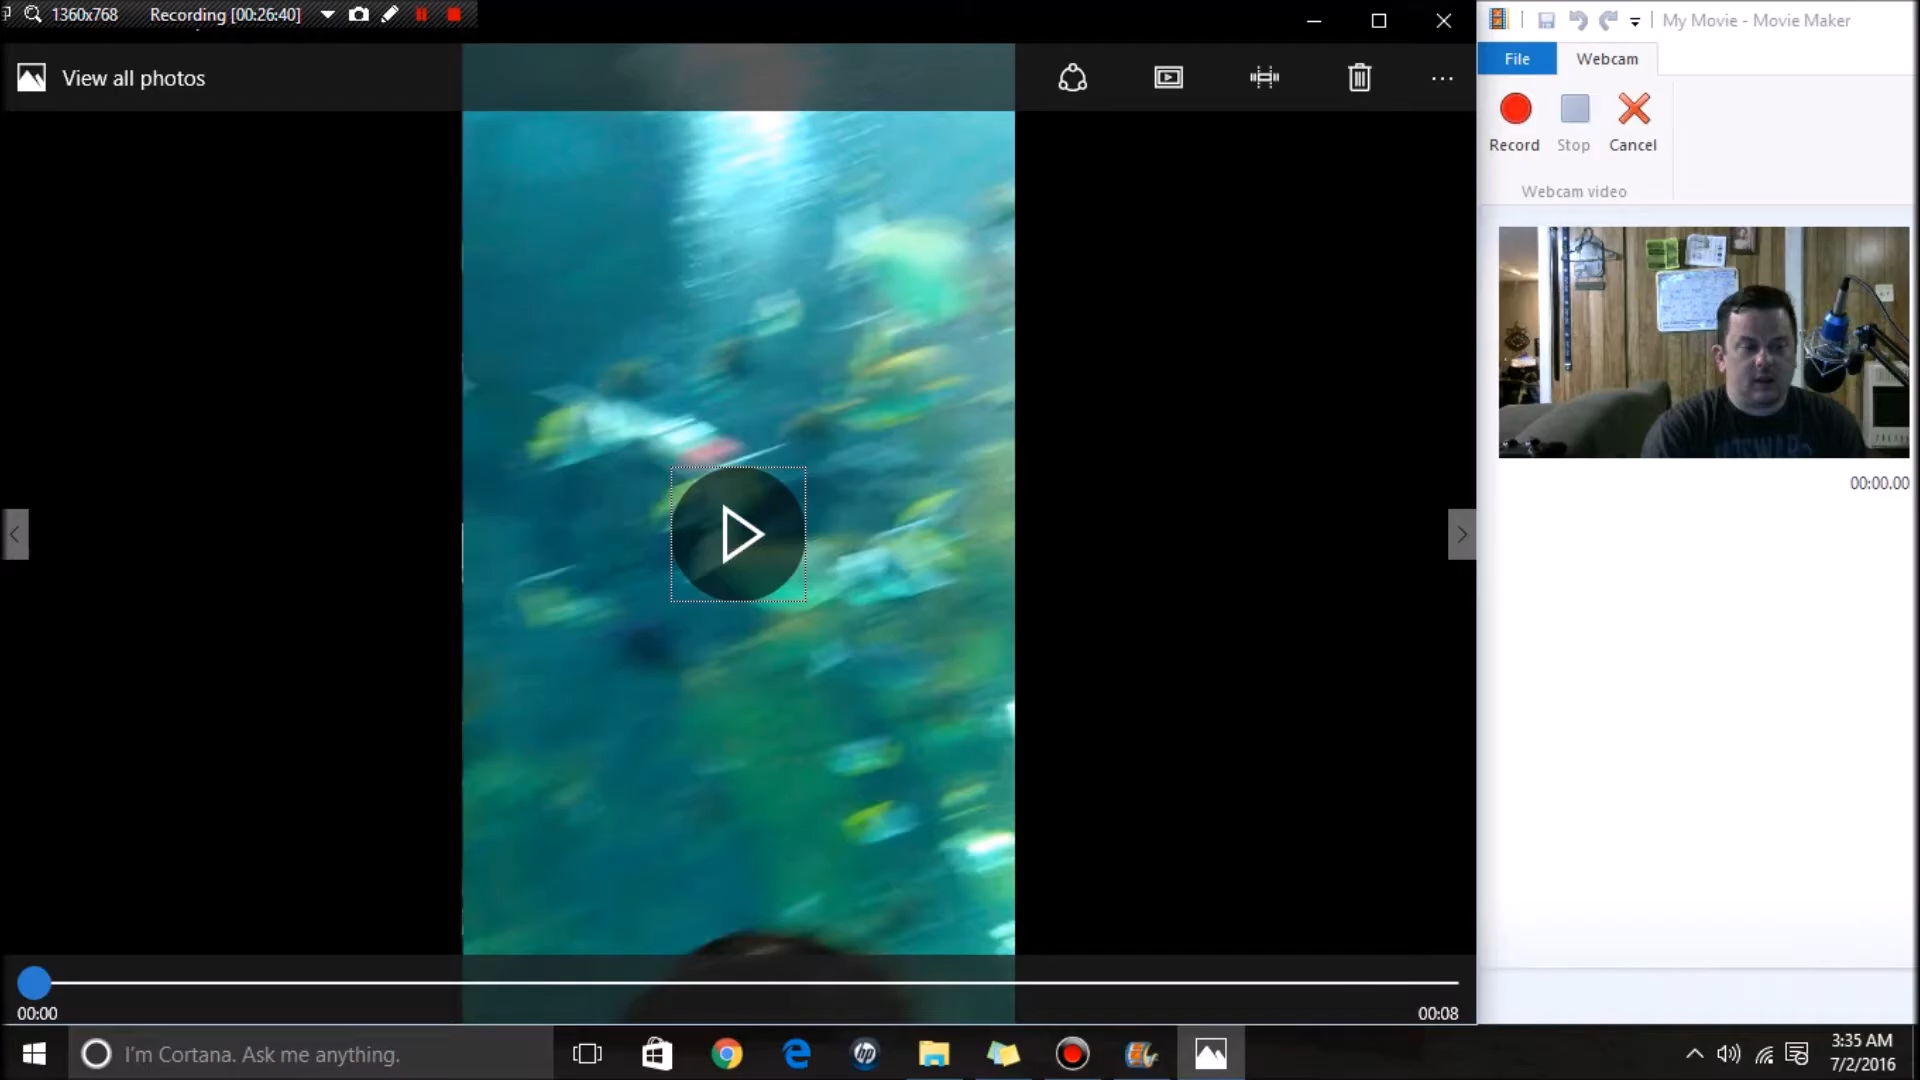 1360x768 Recording [00:26:40]
My Movie - Movie Maker
View all photos
...
File Webcam
Record Stop Cancel
Webcam video
00:00.00
00:00 00:08
I'm Cortana. Ask me anything.
hp
3:35 AM
7/2/2016